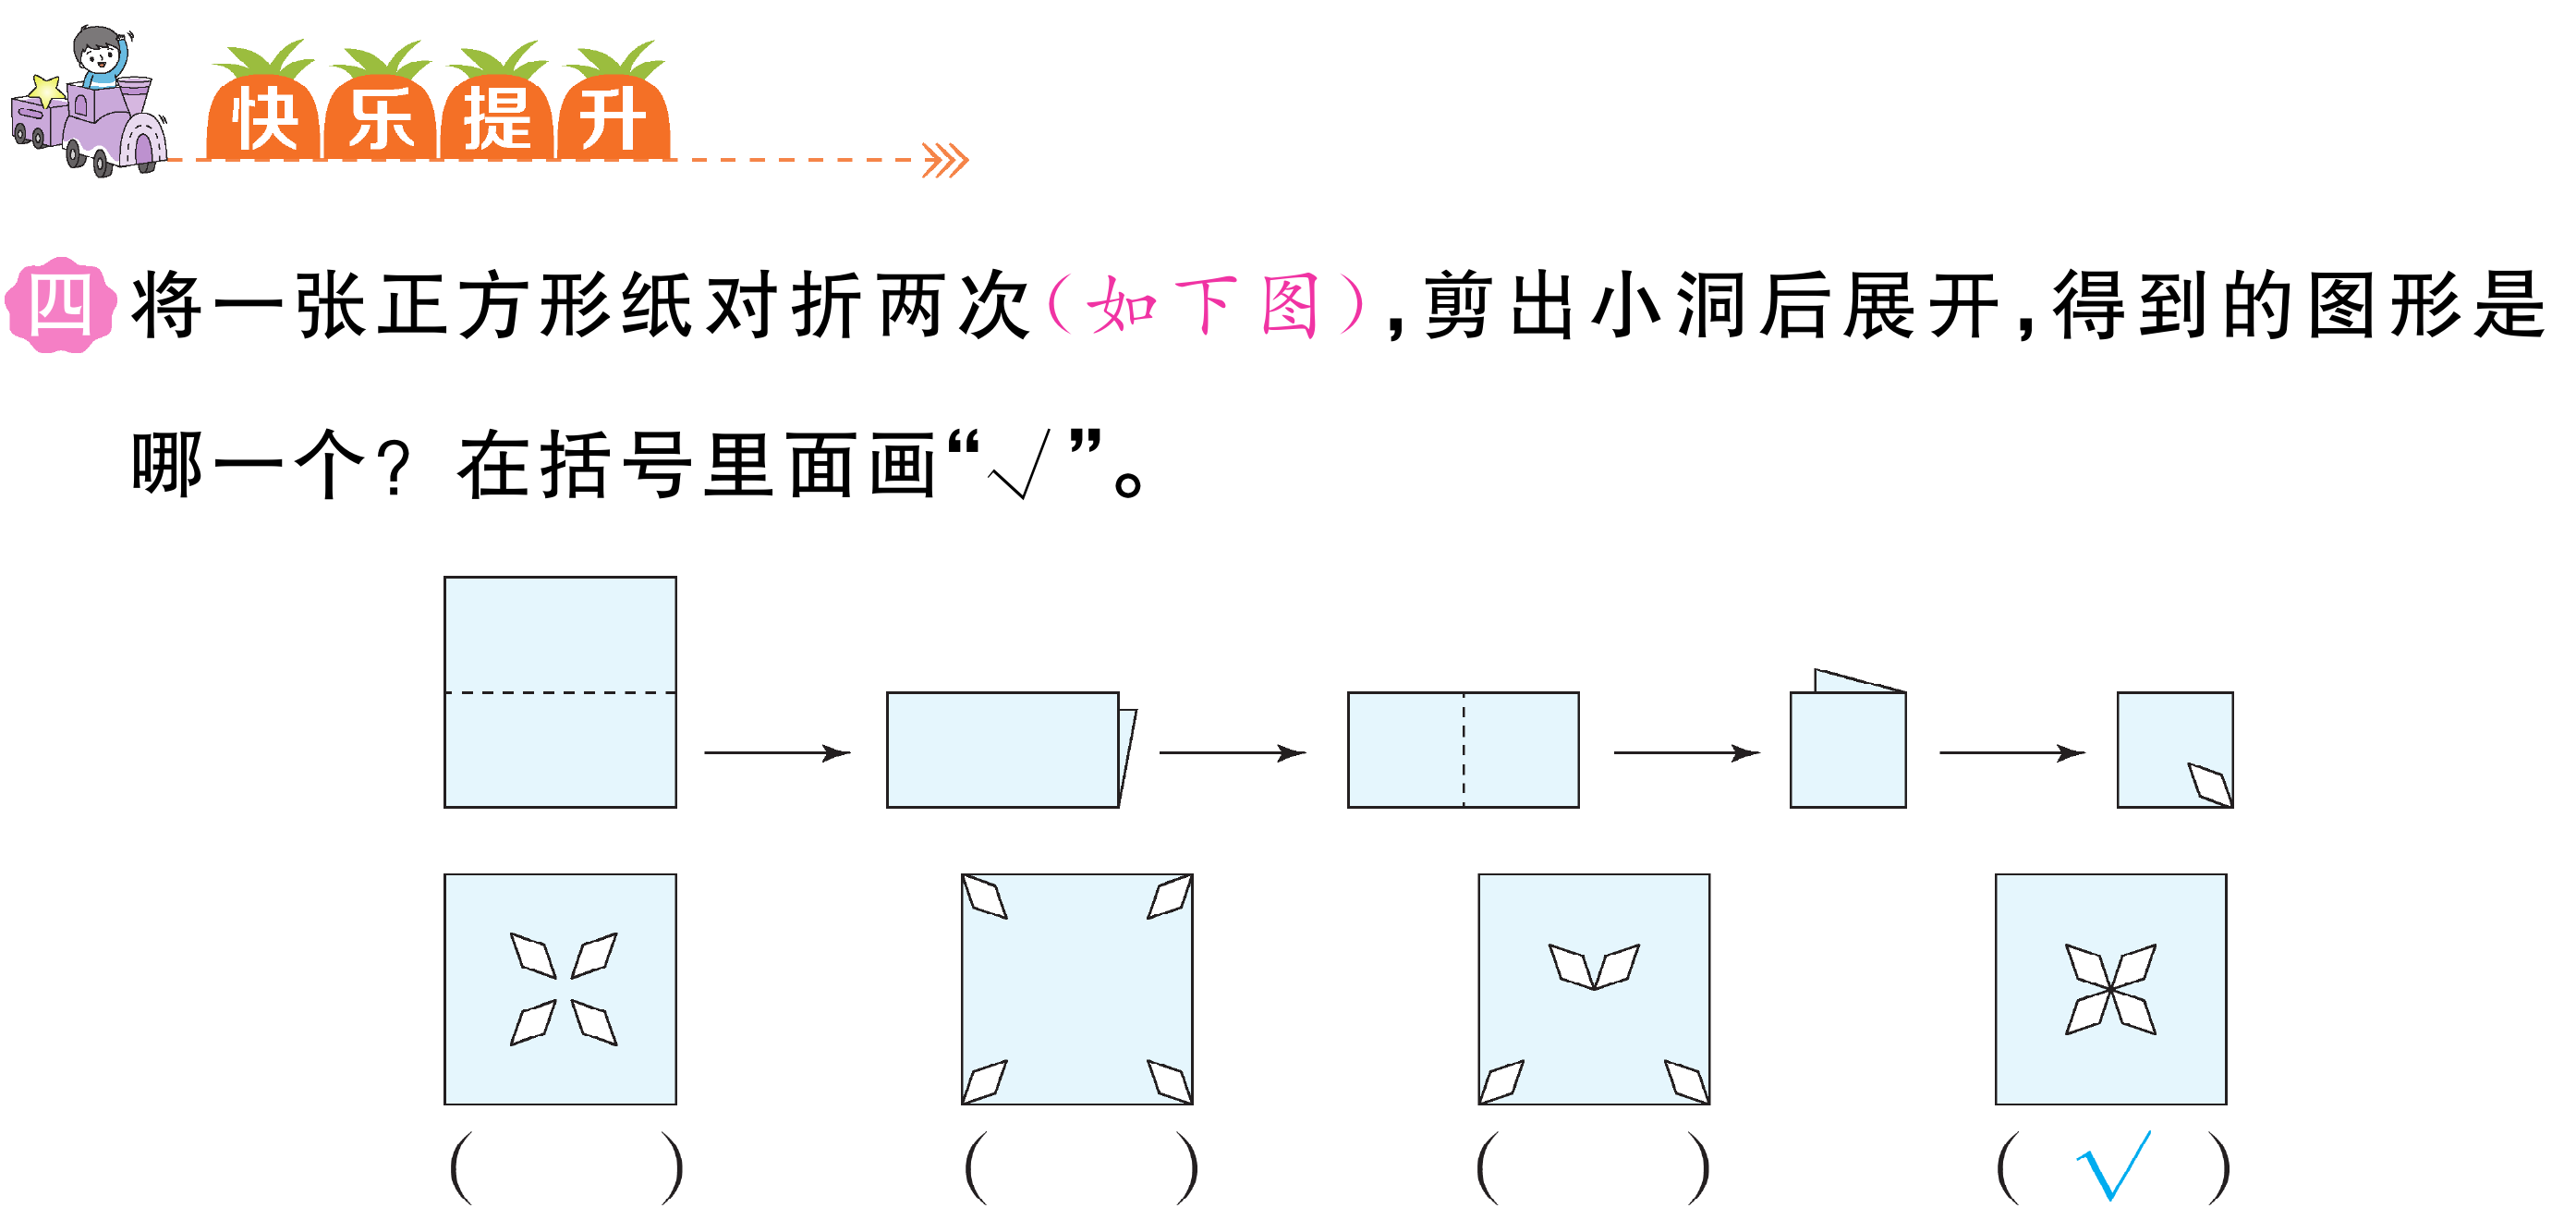 快乐提升
四 将一张正方形纸对折两次(如下图),剪出小洞后展开,得到的图形是
哪一个? 在括号里面画“√”。
(  ) (  ) (  ) ( √ )